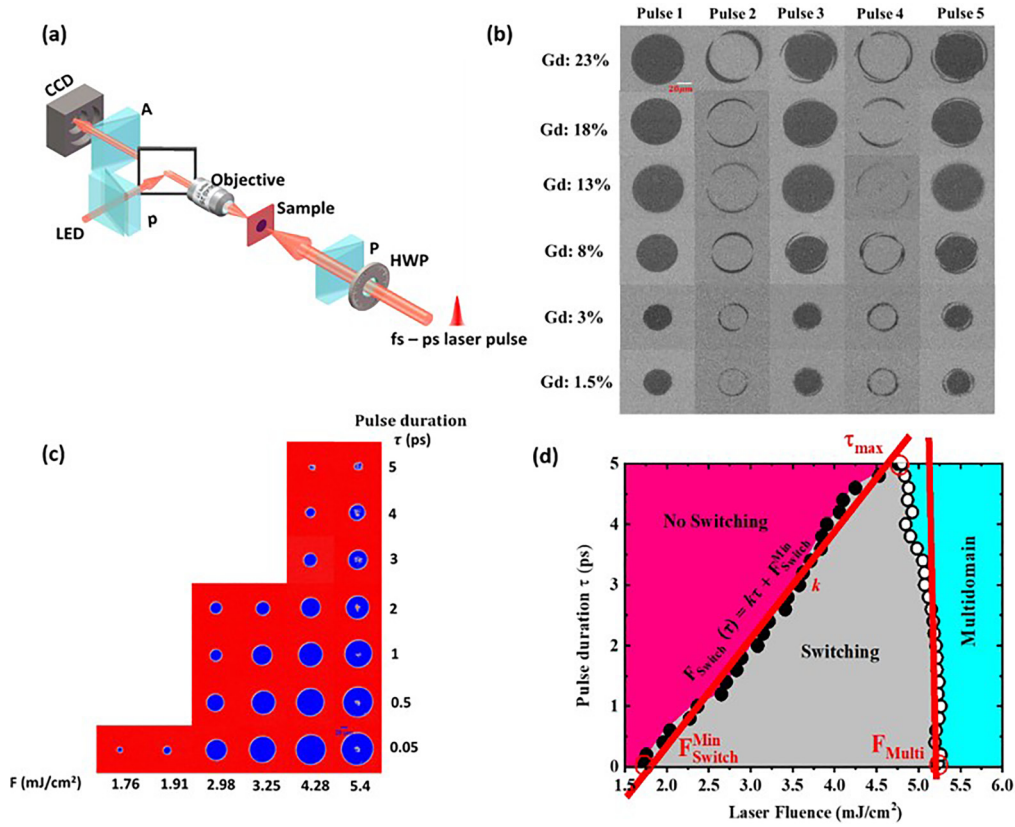 (a)
CCD
A
Objective
Sample
LED
p
P
HWP
fs – ps laser pulse
(b)
Pulse 1 Pulse 2 Pulse 3 Pulse 4 Pulse 5
Gd: 23%
20µm
Gd: 18%
Gd: 13%
Gd: 8%
Gd: 3%
Gd: 1.5%
(c)
Pulse duration
τ (ps)
5
4
3
2
1
0.5
0.05
F (mJ/cm²) 1.76 1.91 2.98 3.25 4.28 5.4
(d)
τmax
No Switching
FSwitch (τ) = kτ + FMinSwitch
k
Switching
Multidomain
FMinSwitch
FMulti
Pulse duration τ (ps)
5
4
3
2
1
0
1.5 2.0 2.5 3.0 3.5 4.0 4.5 5.0 5.5 6.0
Laser Fluence (mJ/cm²)